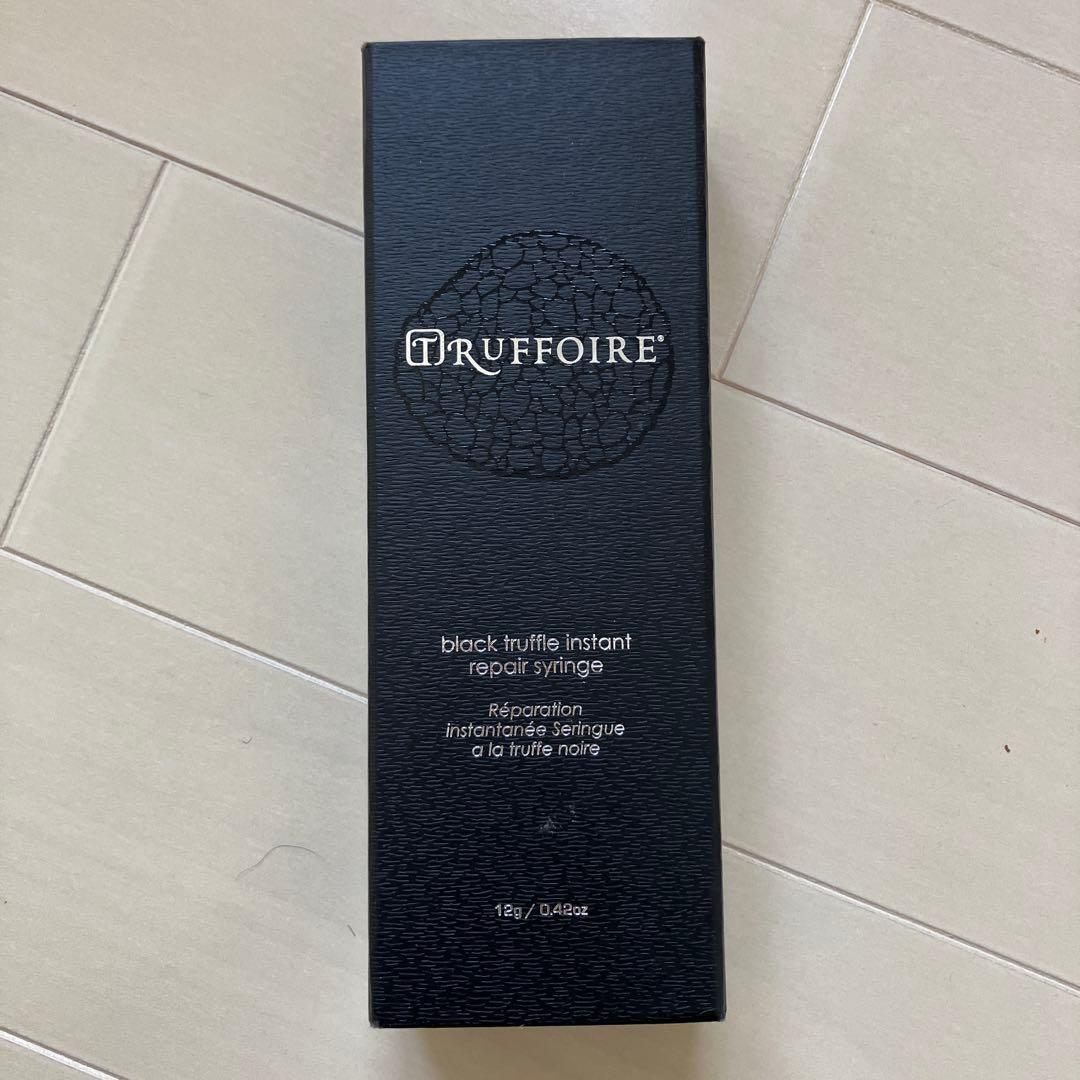 TRUFFOIRE®
black truffle instant
repair syringe
Réparation
instantanée Seringue
a la truffe noire
12g / 0.42oz